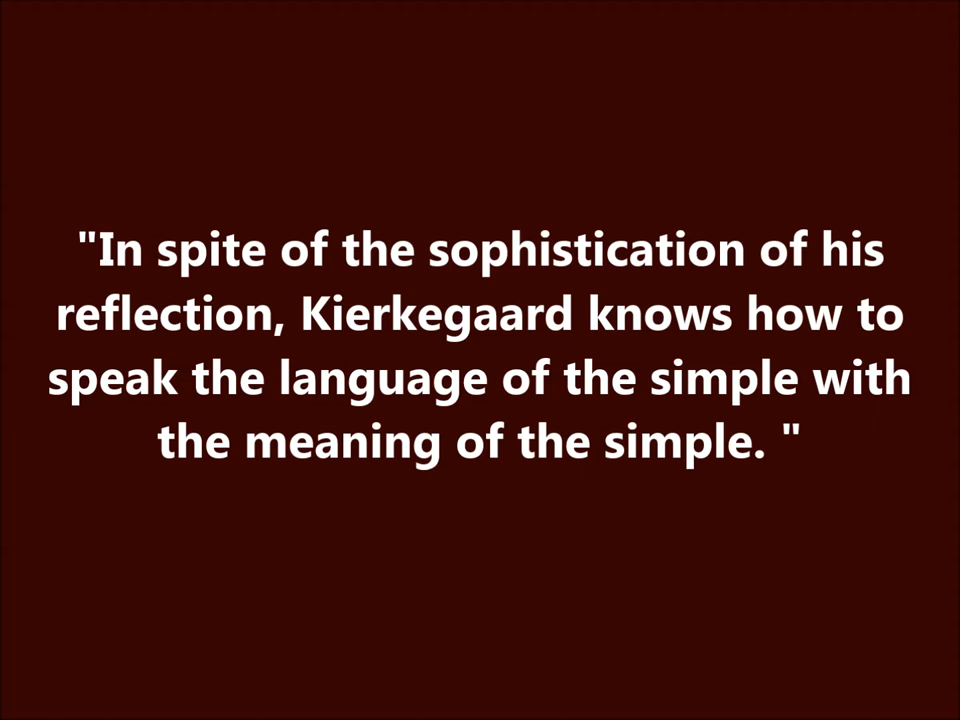 "In spite of the sophistication of his
reflection, Kierkegaard knows how to
speak the language of the simple with
the meaning of the simple. "